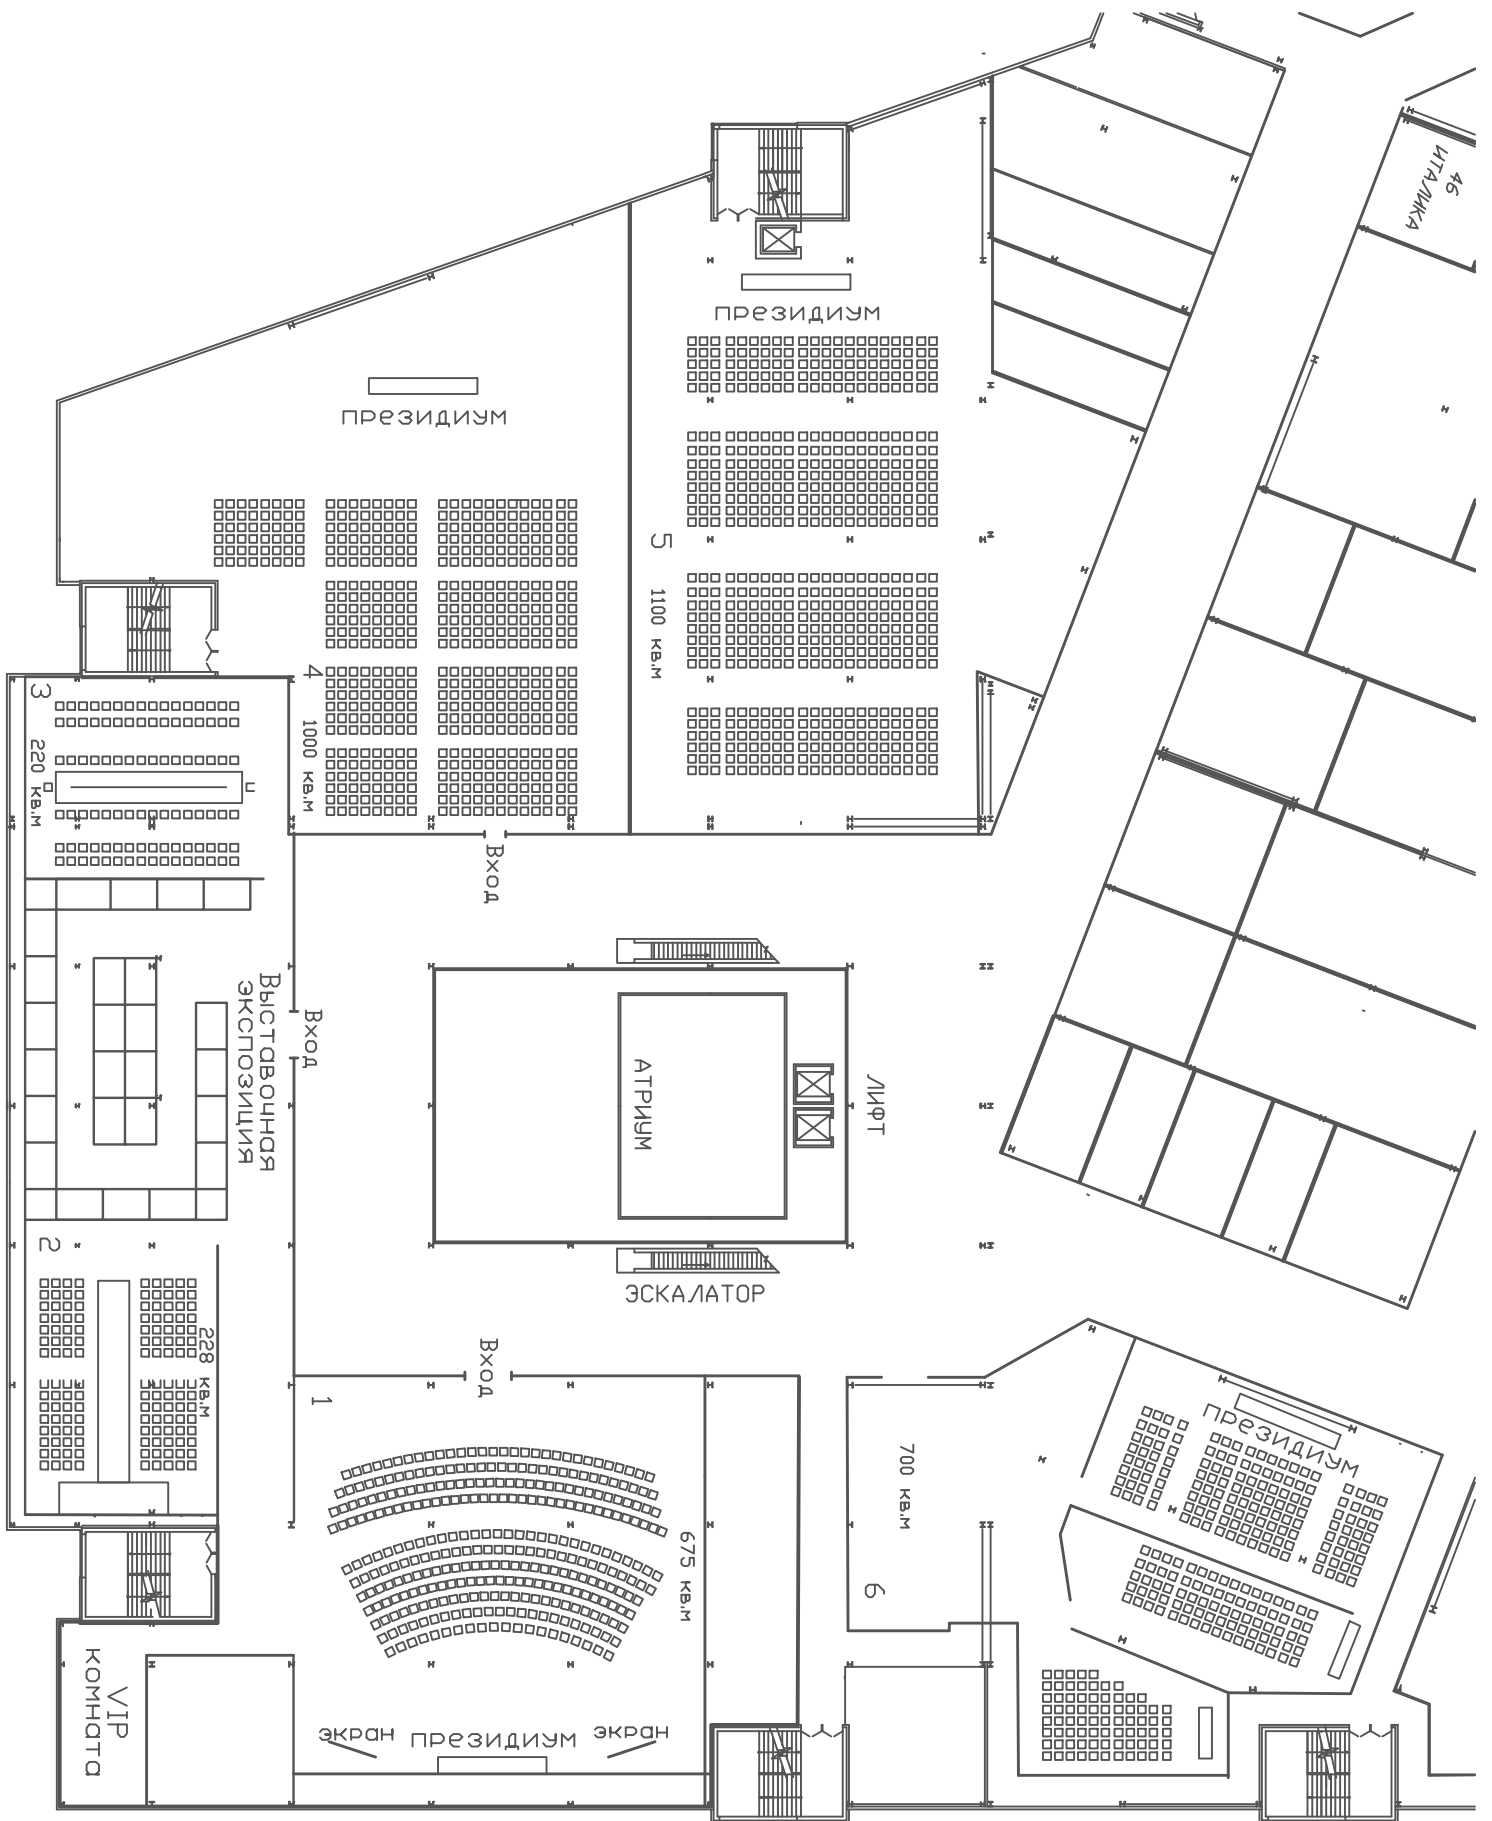 46
ИТАЛИКА
президиум
президиум
5
1100 кв.м
4
1000 кв.м
3
220 кв.м
Вход
Выставочная
экспозиция
Вход
АТРИУМ
ЛИФТ
ЭСКАЛАТОР
2
228 кв.м
Вход
1
675 кв.м
700 кв.м
6
президиум
VIP
комната
экран
президиум
экран